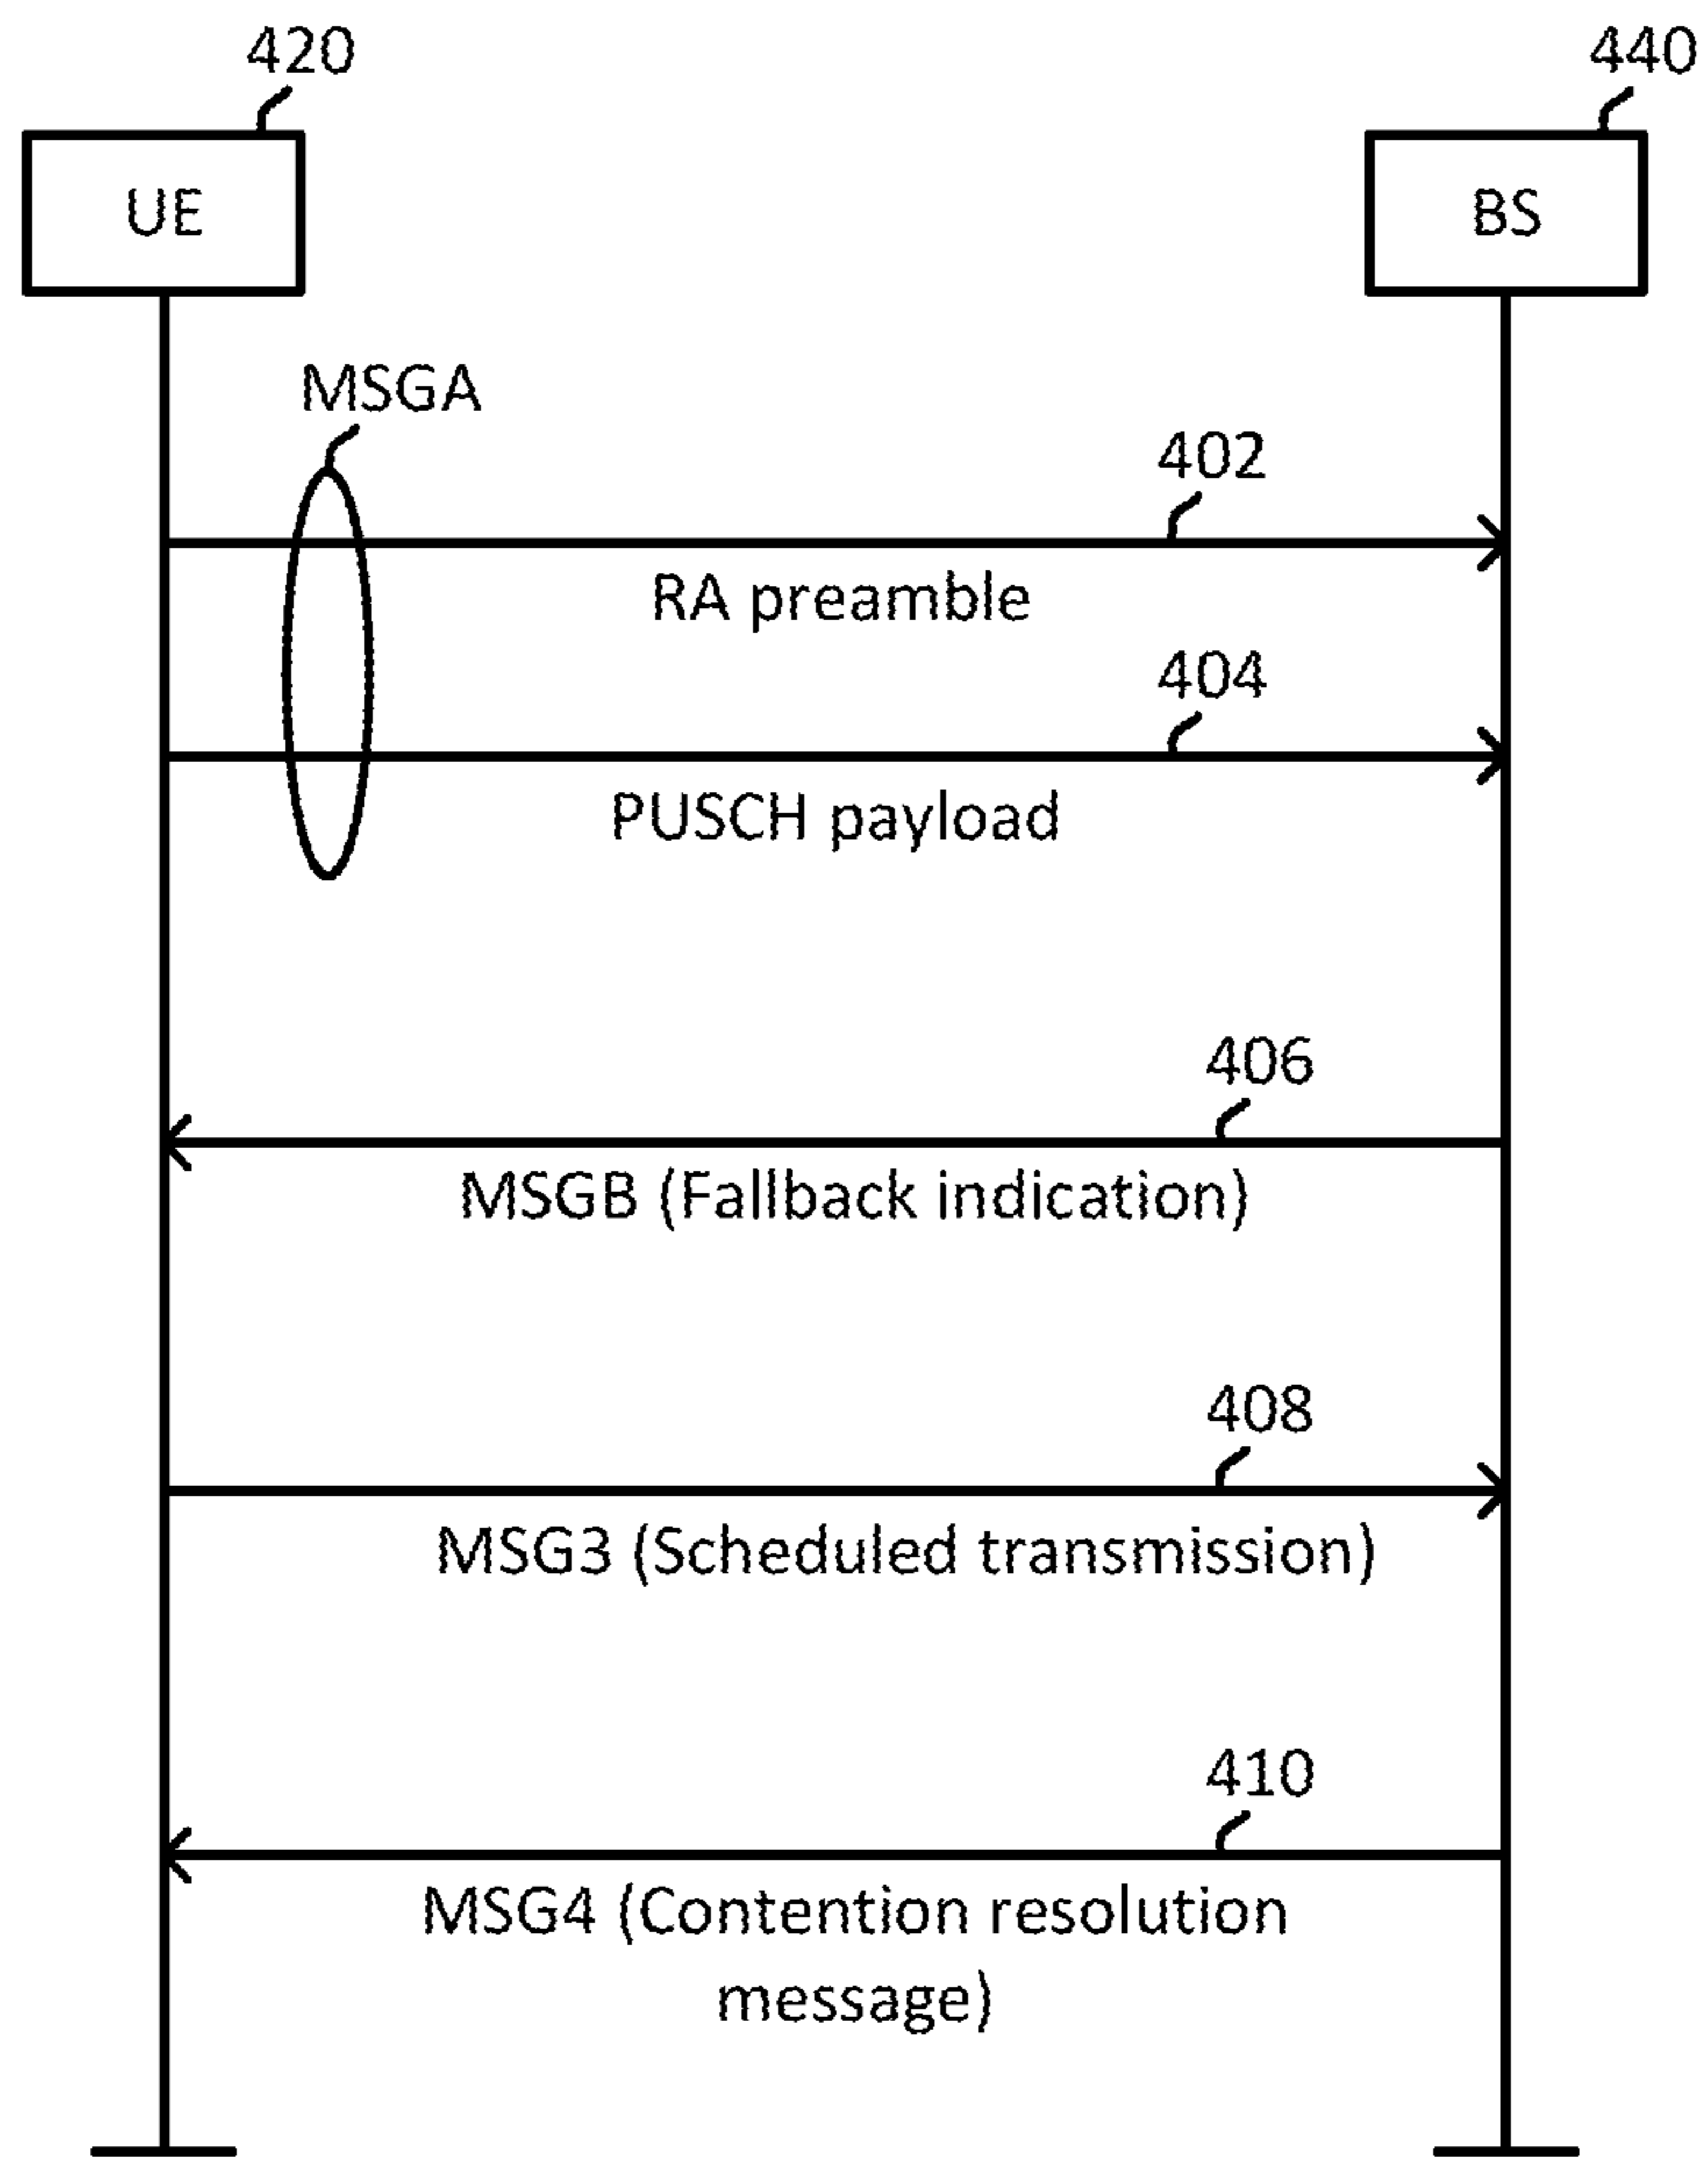 420
440
UE
BS
MSGA
402
RA preamble
404
PUSCH payload
406
MSGB (Fallback indication)
408
MSG3 (Scheduled transmission)
410
MSG4 (Contention resolution
message)